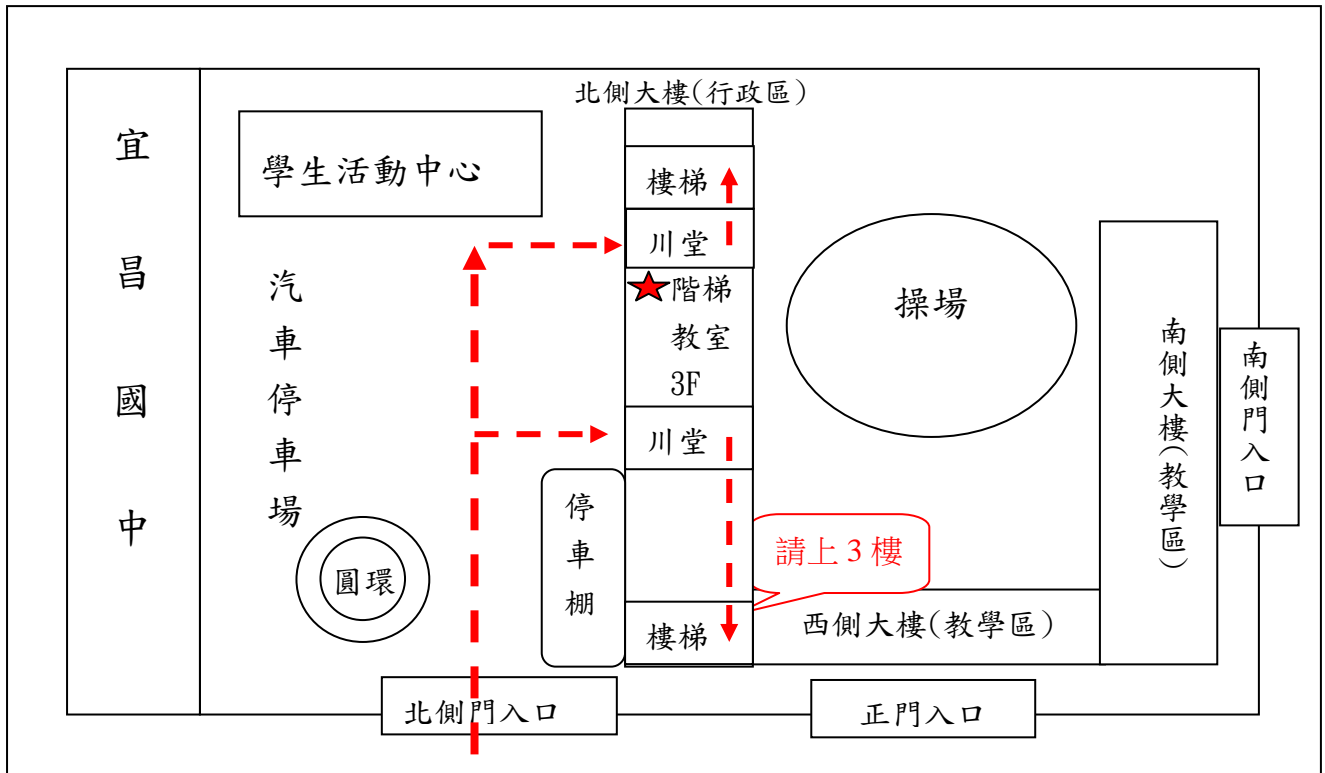 宜昌國中
北側大樓(行政區)
學生活動中心
樓梯
川堂
階梯
教室
3F
川堂
樓梯
汽車停車場
圓環
停車棚
請上3樓
操場
西側大樓(教學區)
南側大樓(教學區)
南側門入口
北側門入口
正門入口